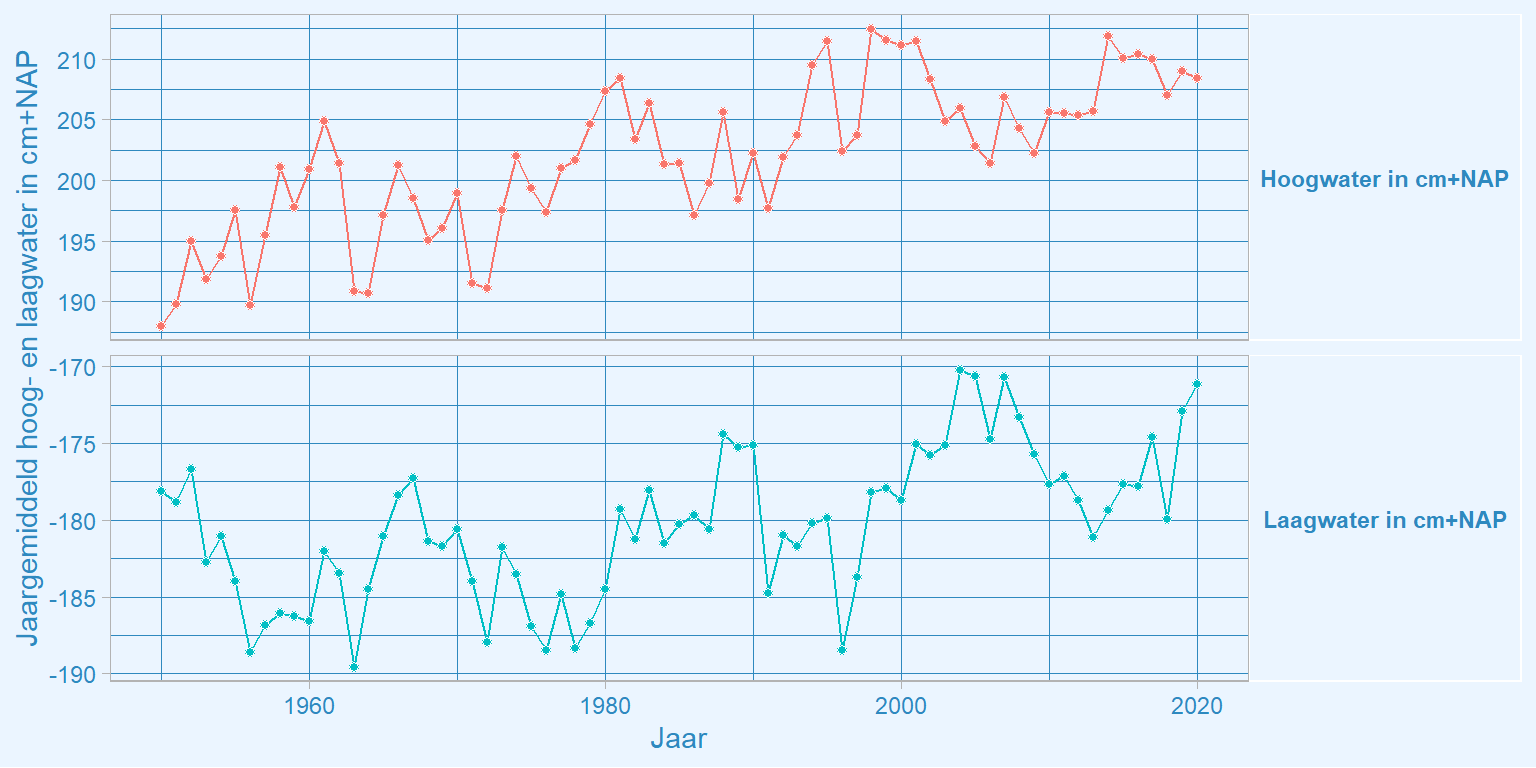 Jaargemiddeld hoog- en laagwater in cm+NAP
210
205
200
195
190
Hoogwater in cm+NAP
-170
-175
-180
-185
-190
Laagwater in cm+NAP
1960 1980 2000 2020
Jaar